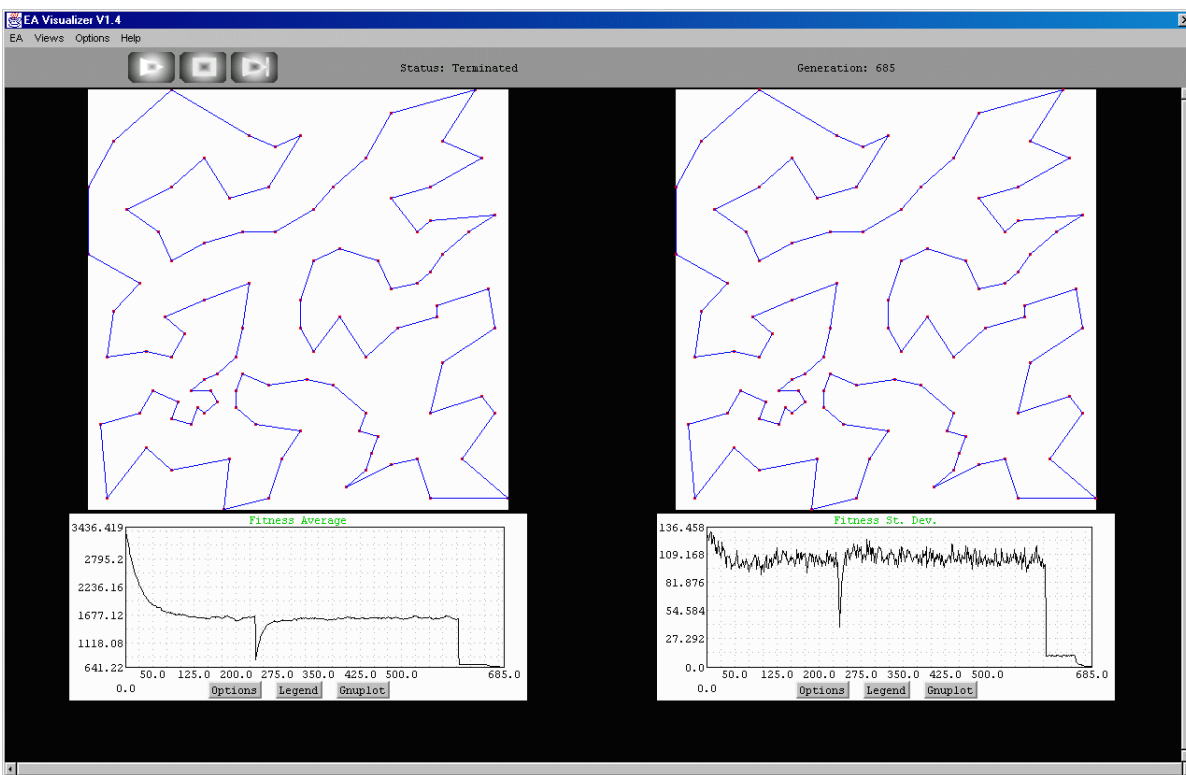 EA Visualizer V1.4
EA Views Options Help
Status: Terminated Generation: 685
Fitness Average
3436.419
2795.2
2236.16
1677.12
1118.08
641.22
50.0 125.0 200.0 275.0 350.0 425.0 500.0 685.0
0.0
Options Legend Gnuplot
Fitness St. Dev.
136.458
109.168
81.876
54.584
27.292
0.0
50.0 125.0 200.0 275.0 350.0 425.0 500.0 685.0
0.0
Options Legend Gnuplot